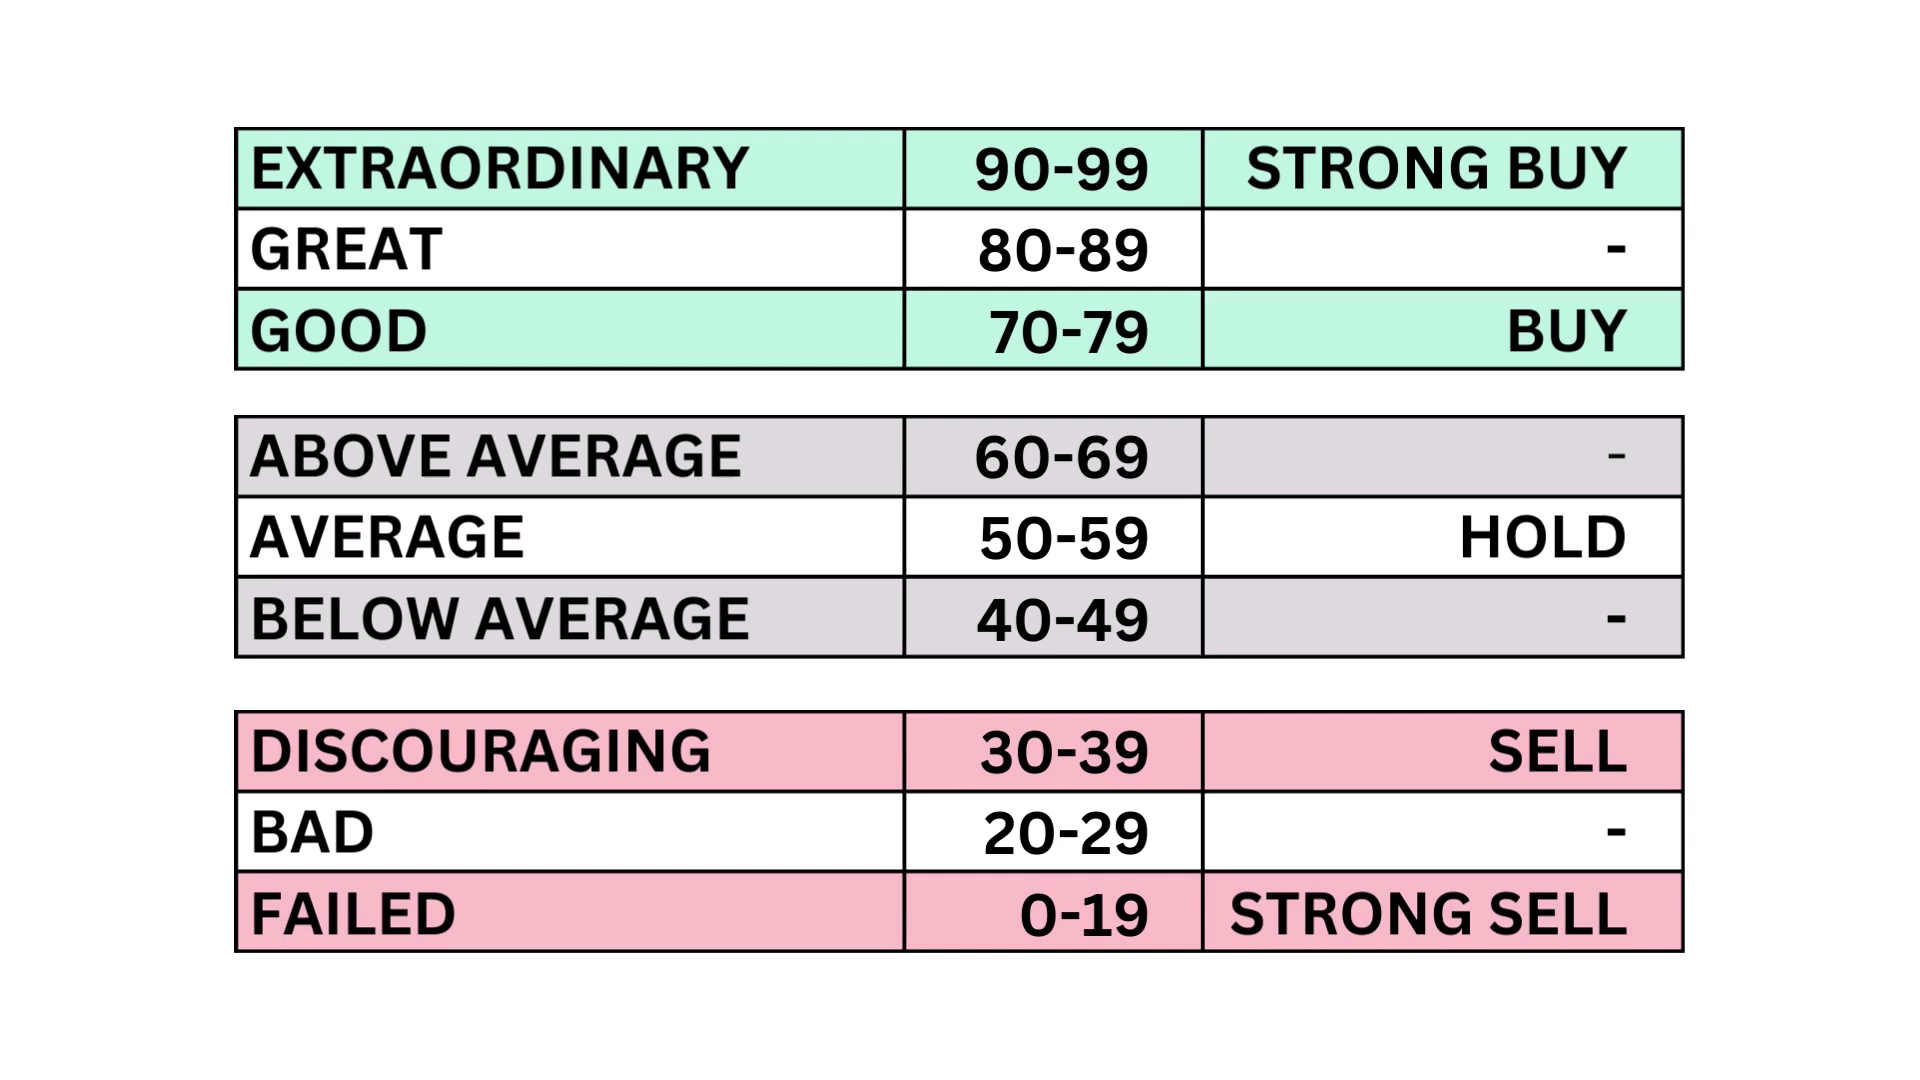 EXTRAORDINARY 90-99 STRONG BUY
GREAT 80-89 -
GOOD 70-79 BUY
ABOVE AVERAGE 60-69 -
AVERAGE 50-59 HOLD
BELOW AVERAGE 40-49 -
DISCOURAGING 30-39 SELL
BAD 20-29 -
FAILED 0-19 STRONG SELL